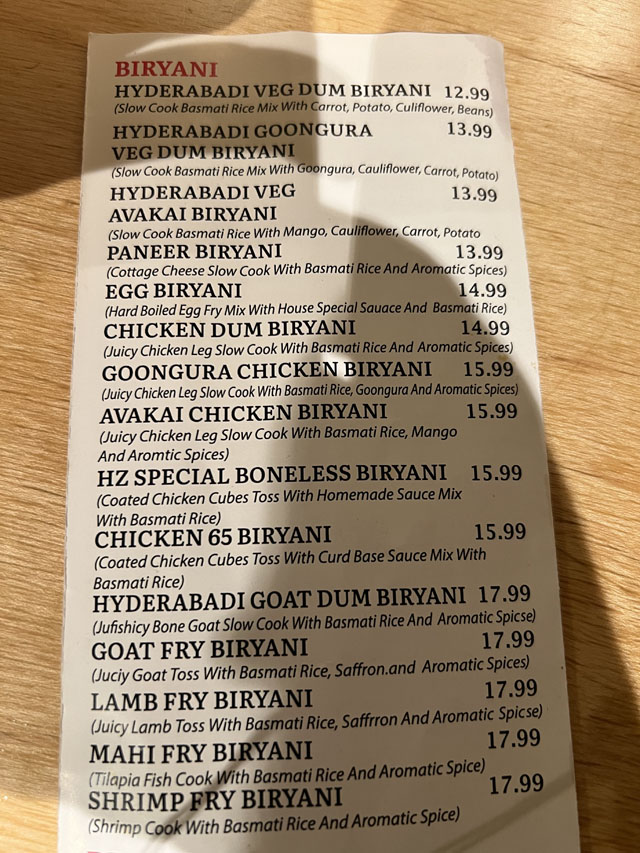 BIRYANI
HYDERABADI VEG DUM BIRYANI 12.99
(Slow Cook Basmati Rice Mix With Carrot, Potato, Culiflower, Beans)
HYDERABADI GOONGURA 13.99
VEG DUM BIRYANI
(Slow Cook Basmati Rice Mix With Goongura, Cauliflower, Carrot, Potato)
HYDERABADI VEG 13.99
AVAKAI BIRYANI
(Slow Cook Basmati Rice With Mango, Cauliflower, Carrot, Potato
PANEER BIRYANI 13.99
(Cottage Cheese Slow Cook With Basmati Rice And Aromatic Spices)
EGG BIRYANI 14.99
(Hard Boiled Egg Fry Mix With House Special Sauace And Basmati Rice)
CHICKEN DUM BIRYANI 14.99
(Juicy Chicken Leg Slow Cook With Basmati Rice And Aromatic Spices)
GOONGURA CHICKEN BIRYANI 15.99
(Juicy Chicken Leg Slow Cook With Basmati Rice, Goongura And Aromatic Spices)
AVAKAI CHICKEN BIRYANI 15.99
(Juicy Chicken Leg Slow Cook With Basmati Rice, Mango
And Aromtic Spices)
HZ SPECIAL BONELESS BIRYANI 15.99
(Coated Chicken Cubes Toss With Homemade Sauce Mix
With Basmati Rice)
CHICKEN 65 BIRYANI 15.99
(Coated Chicken Cubes Toss With Curd Base Sauce Mix With
Basmati Rice)
HYDERABADI GOAT DUM BIRYANI 17.99
(Jufishicy Bone Goat Slow Cook With Basmati Rice And Aromatic Spicse)
GOAT FRY BIRYANI 17.99
(Juciy Goat Toss With Basmati Rice, Saffron.and Aromatic Spices)
LAMB FRY BIRYANI 17.99
(Juicy Lamb Toss With Basmati Rice, Saffrron And Aromatic Spicse)
MAHI FRY BIRYANI 17.99
(Tilapia Fish Cook With Basmati Rice And Aromatic Spice)
SHRIMP FRY BIRYANI 17.99
(Shrimp Cook With Basmati Rice And Aromatic Spice)